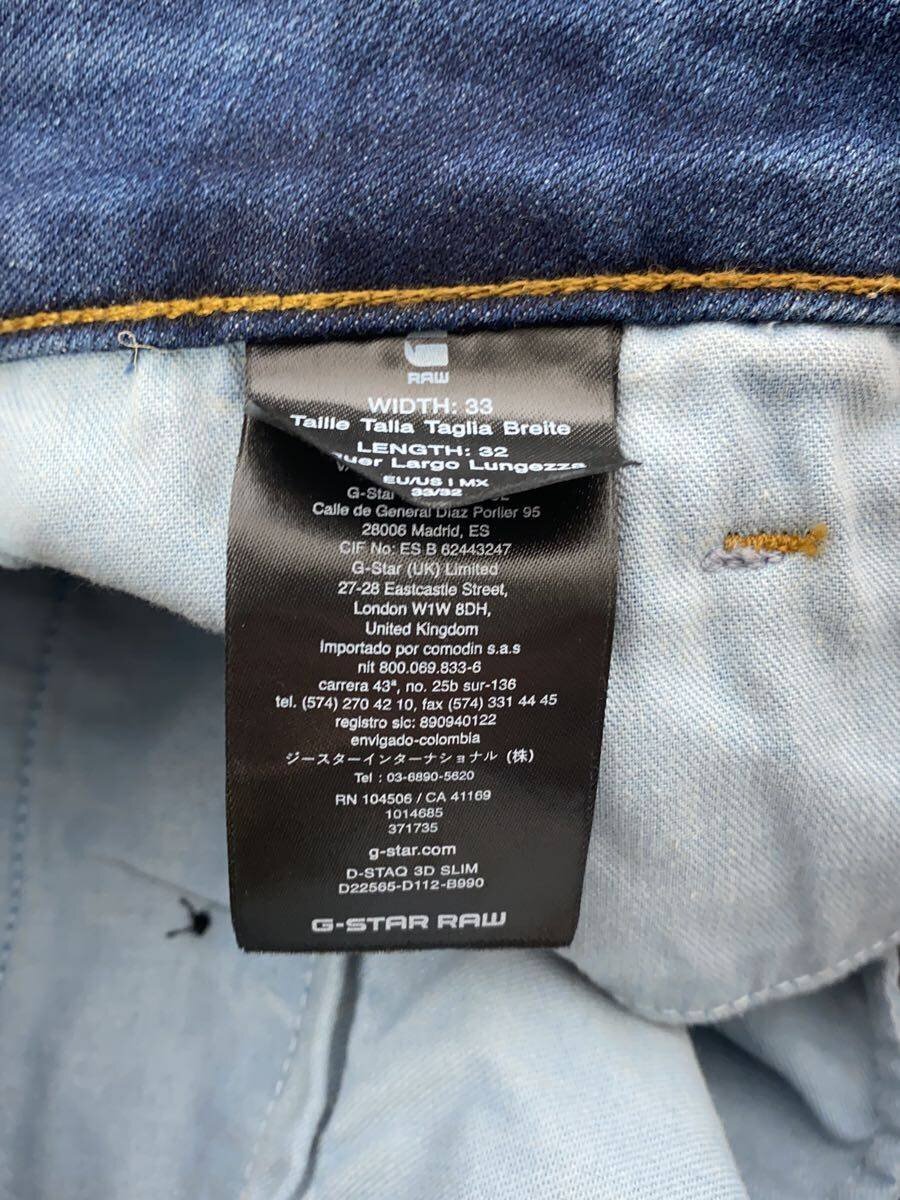 RAW
WIDTH: 33
Taille Talla Taglia Breite
LENGTH: 32
Largo Lungezza
EU/US | MX
33/32
G-Star
Calle de General Diaz Porlier 95
28006 Madrid, ES
CIF No: ES B 62443247
G-Star (UK) Limited
27-28 Eastcastle Street,
London W1W 8DH,
United Kingdom
Importado por comodin s.a.s
nit 800.069.833-6
carrera 43ª, no. 25b sur-136
tel. (574) 270 42 10, fax (574) 331 44 45
registro sic: 890940122
envigado-colombia
ジースターインターナショナル (株)
Tel : 03-6890-5620
RN 104506 / CA 41169
1014685
371735
g-star.com
D-STAQ 3D SLIM
D22565-D112-B990
G-STAR RAW